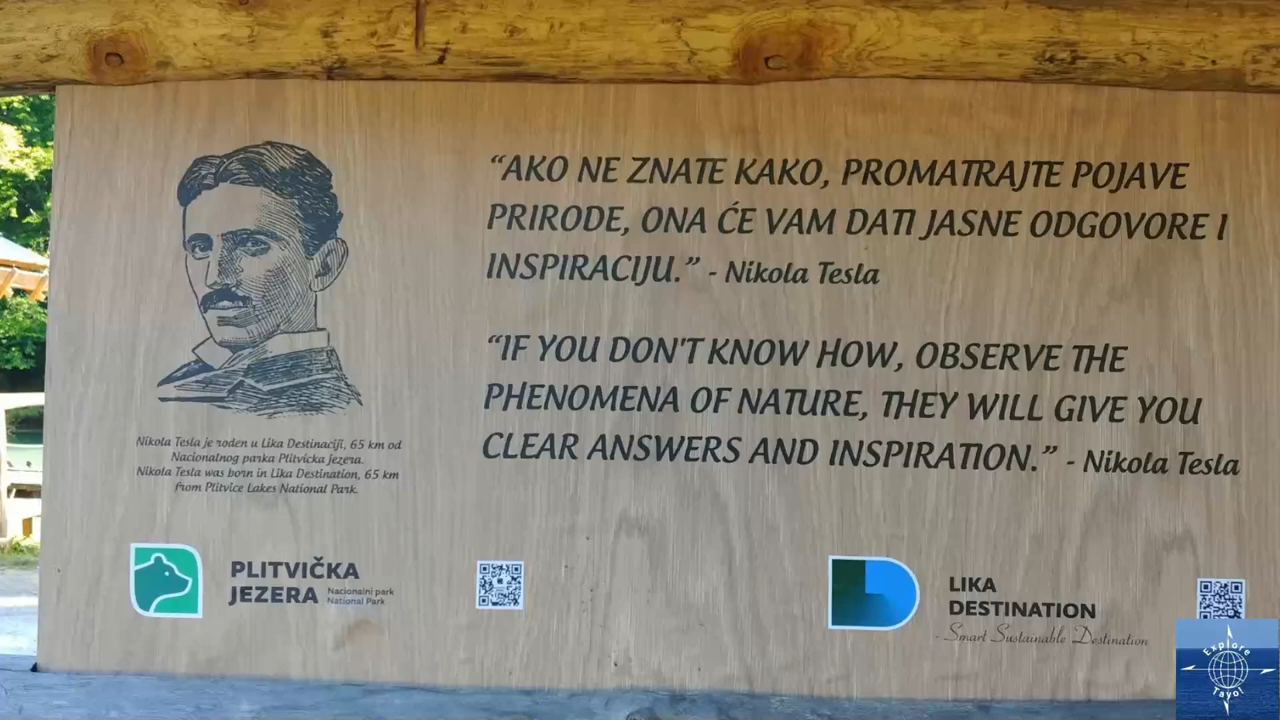 “AKO NE ZNATE KAKO, PROMATRAJTE POJAVE
PRIRODE, ONA ĆE VAM DATI JASNE ODGOVORE I
INSPIRACIJU.” - Nikola Tesla
“IF YOU DON'T KNOW HOW, OBSERVE THE
PHENOMENA OF NATURE, THEY WILL GIVE YOU
CLEAR ANSWERS AND INSPIRATION.” - Nikola Tesla
Nikola Tesla je rođen u Lika Destinaciji, 65 km od
Nacionalnog parka Plitvička jezera.
Nikola Tesla was born in Lika Destination, 65 km
from Plitvice Lakes National Park.
PLITVIČKA
JEZERA
Nacionalni park
National Park
LIKA
DESTINATION
- Smart Sustainable Destination
Explore
Tayo!